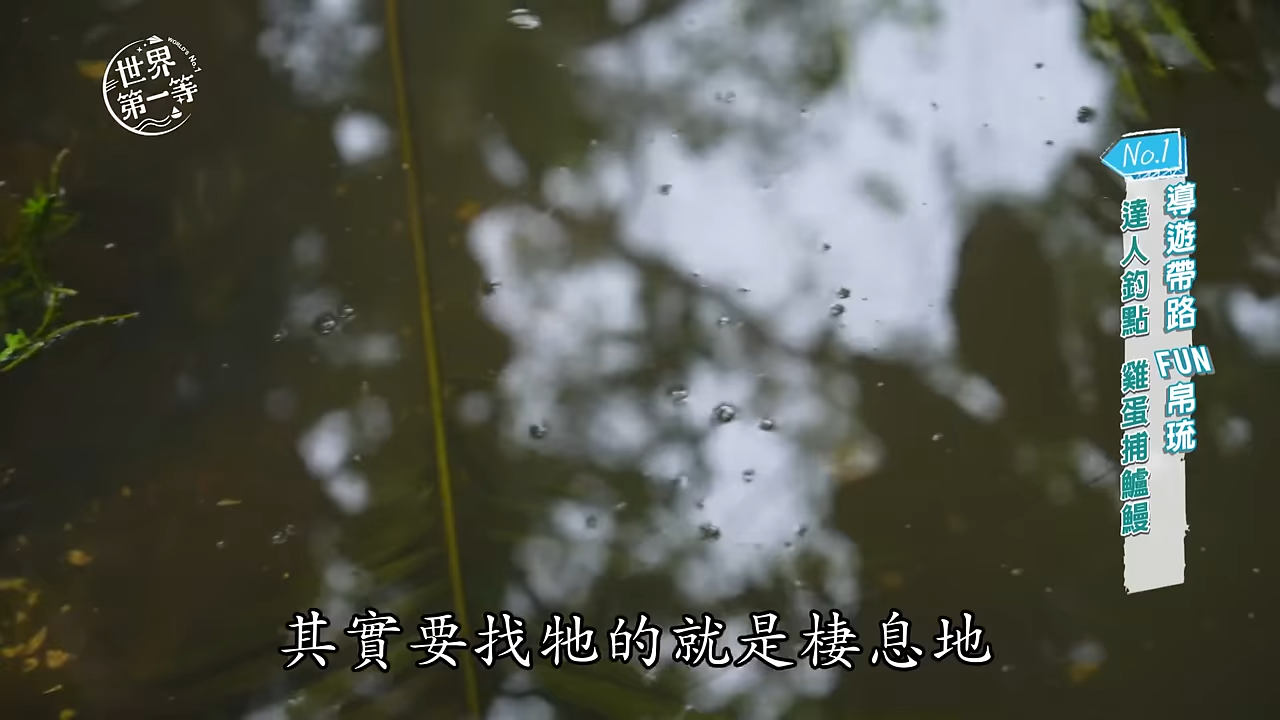 世界
第一等
WORLD'S No.1
No.1
導遊帶路 FUN帛琉
達人釣點 雞蛋捕鱸鰻
其實要找牠的就是棲息地